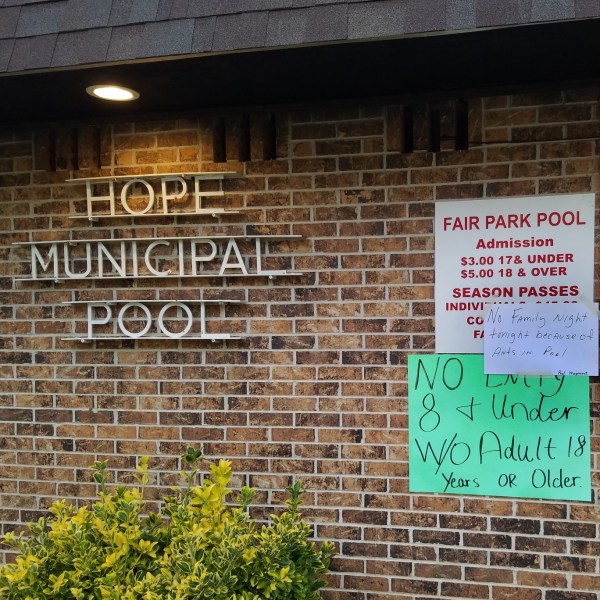 HOPE
MUNICIPAL
POOL
FAIR PARK POOL
Admission
$3.00 17& UNDER
$5.00 18 & OVER
SEASON PASSES
No Family Night
tonight because of
Ants in Pool
NO Entry
8 & Under
W/O Adult 18
Years OR Older.